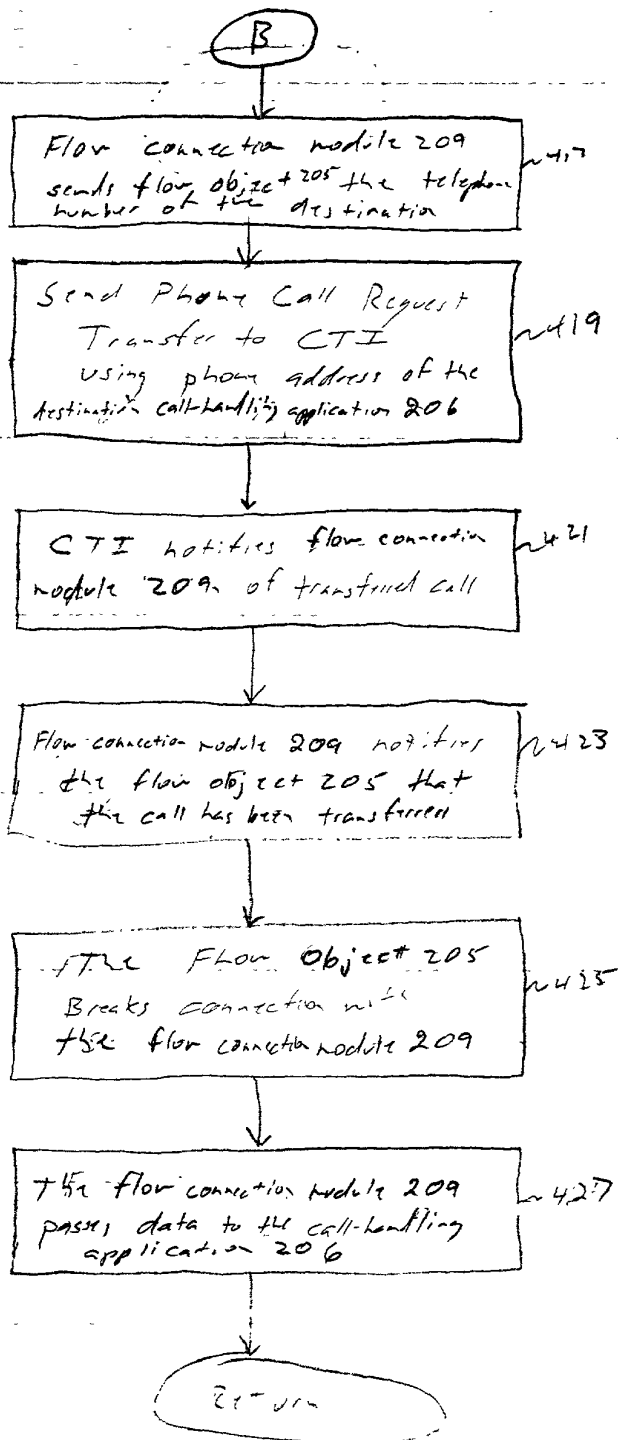 B
Flow connection module 209
sends flow object 205 the telephone
number of the destination
417
Send Phone Call Request
Transfer to CTI
using phone address of the
destination call-handling application 206
419
CTI notifies flow connection
module 209 of transferred call
421
Flow connection module 209 notifies
the flow object 205 that
the call has been transferred
423
The Flow Object 205
Breaks connection with
the flow connection module 209
425
The flow connection module 209
passes data to the call-handling
application 206
427
Return